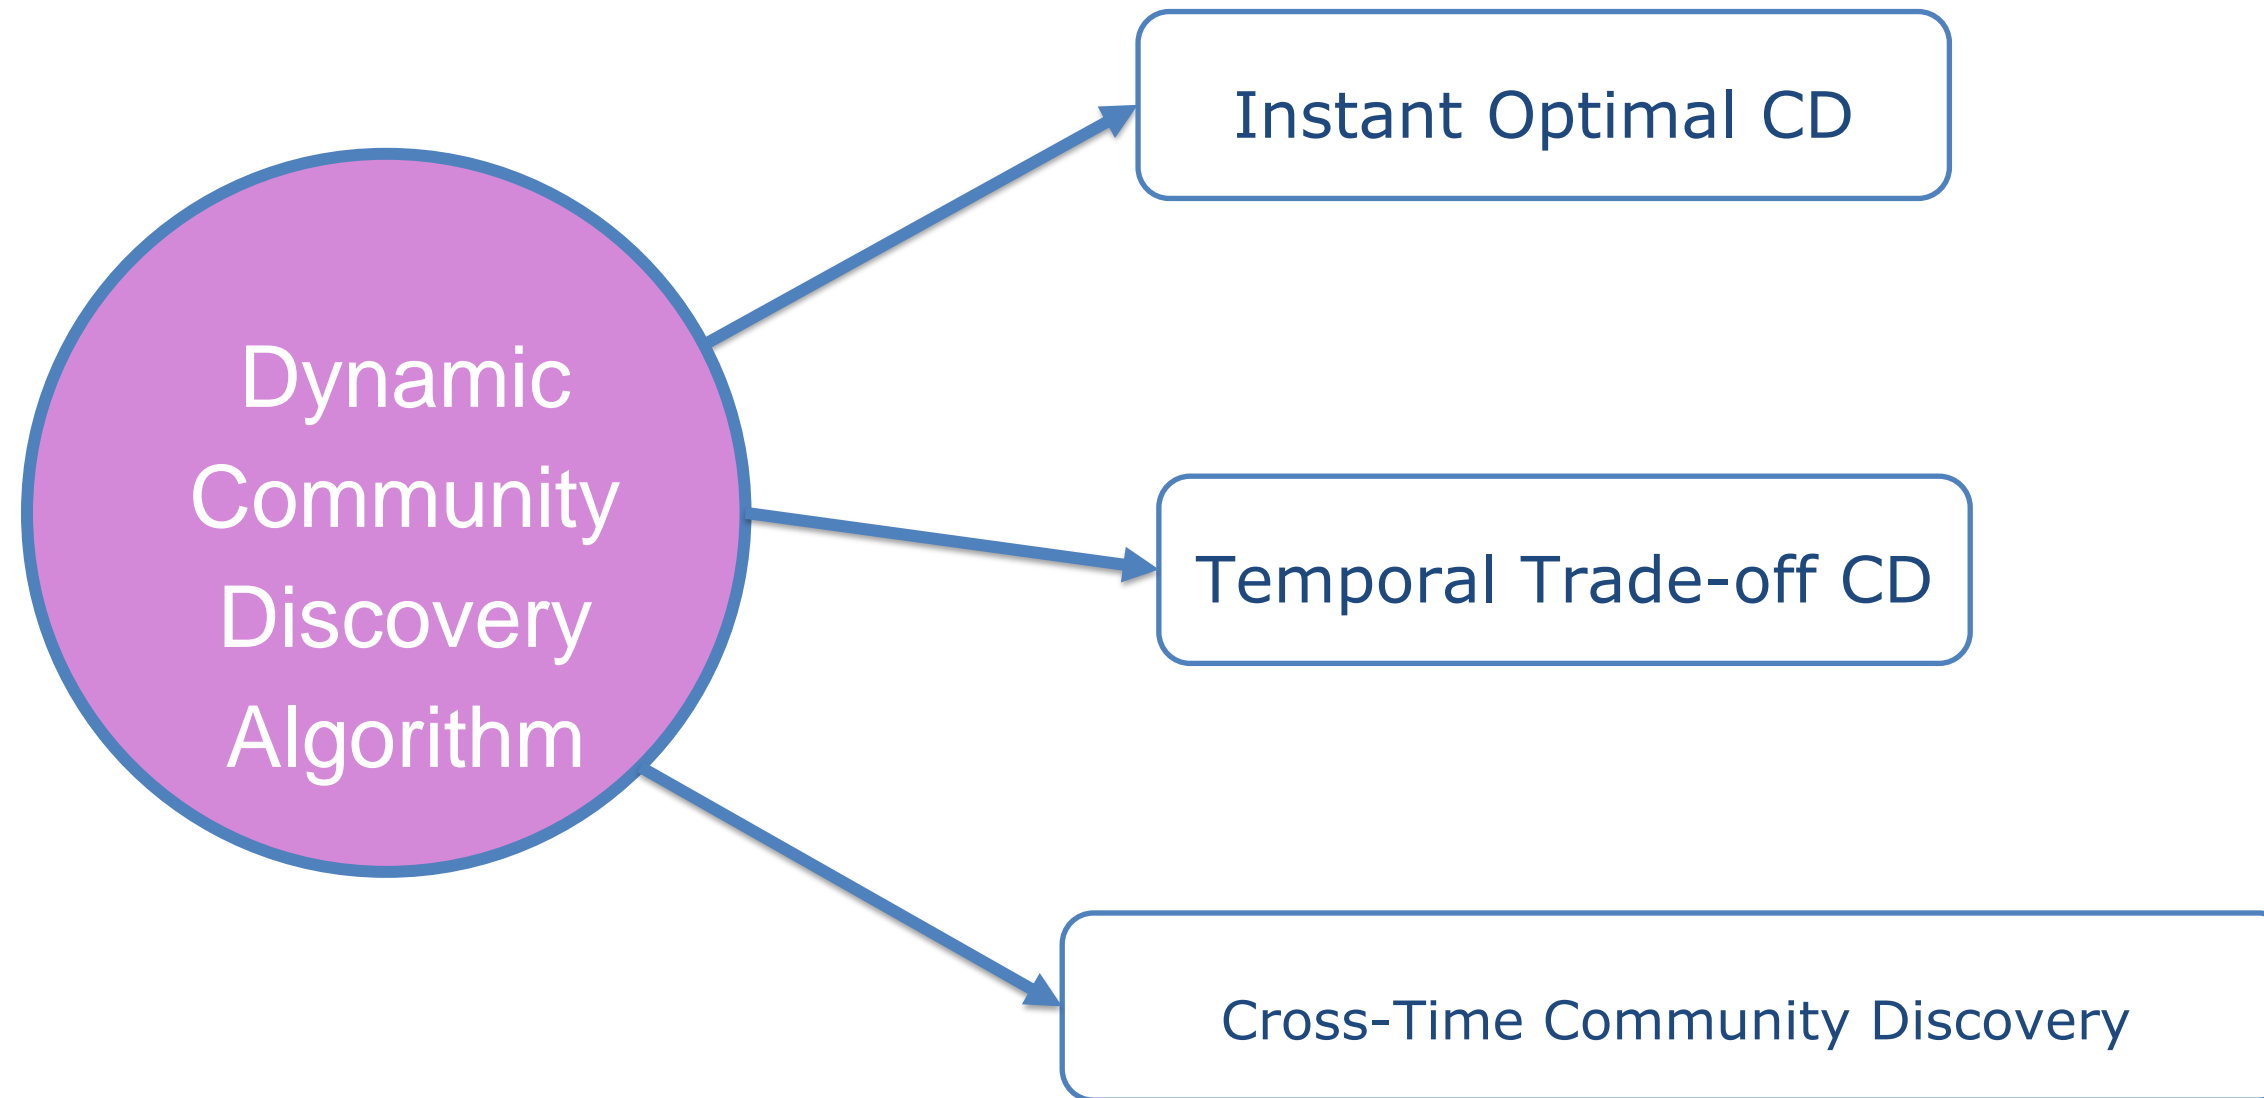 Dynamic
Community
Discovery
Algorithm
Instant Optimal CD
Temporal Trade-off CD
Cross-Time Community Discovery